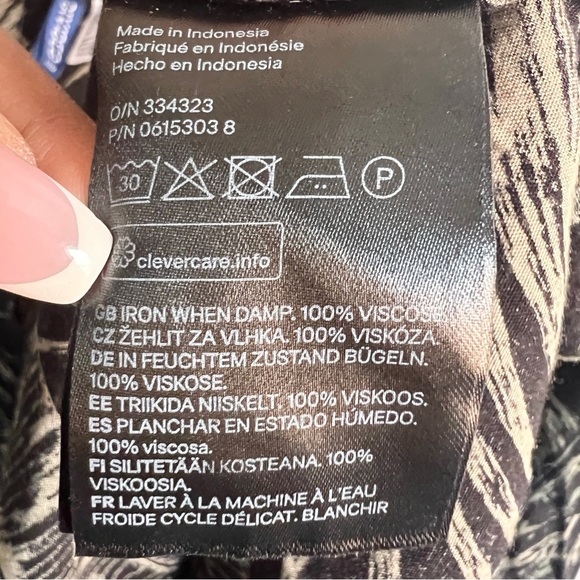 Made in Indonesia
Fabriqué en Indonésie
Hecho en Indonesia
O/N 334323
P/N 0615303 8
30
P
clevercare.info
GB IRON WHEN DAMP. 100% VISCOSE.
CZ ŽEHLIT ZA VLHKA. 100% VISKÓZA.
DE IN FEUCHTEM ZUSTAND BÜGELN.
100% VISKOSE.
EE TRIIKIDA NIISKELT. 100% VISKOOS.
ES PLANCHAR EN ESTADO HÚMEDO.
100% viscosa.
FI SILITETÄÄN KOSTEANA. 100%
VISKOOSIA.
FR LAVER À LA MACHINE À L'EAU
FROIDE CYCLE DÉLICAT. BLANCHIR